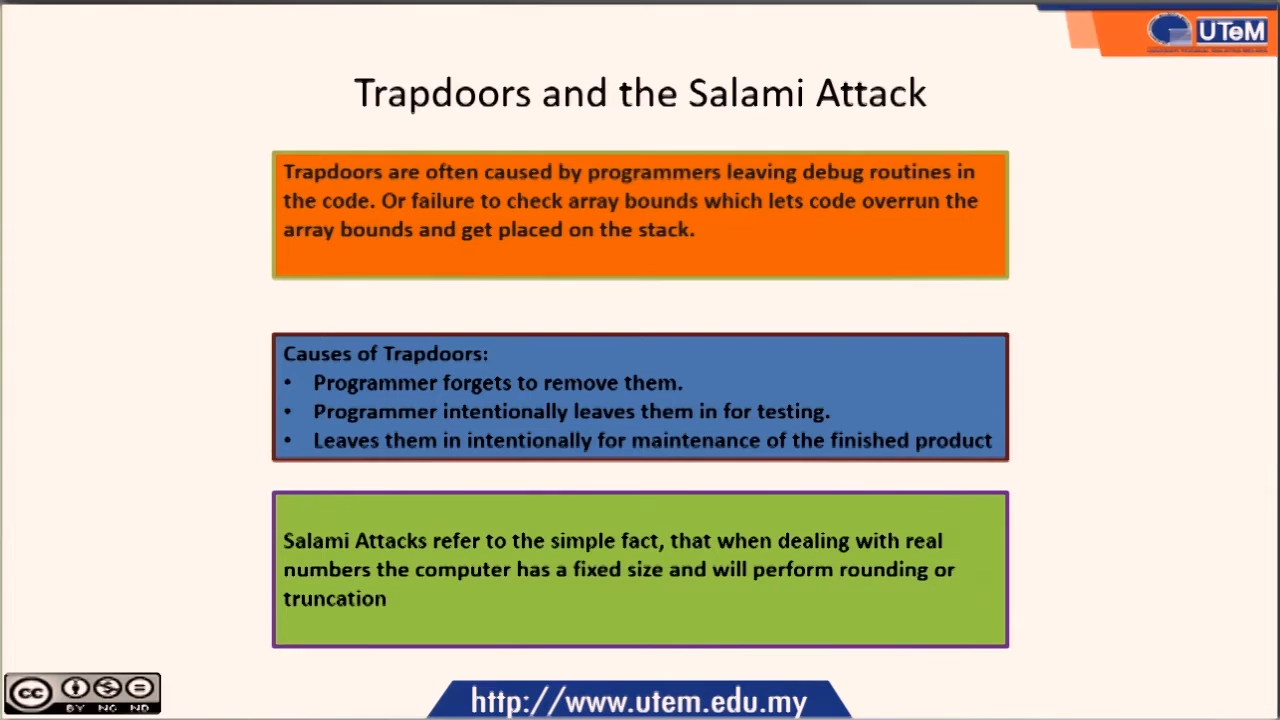 UTeM
Trapdoors and the Salami Attack
Trapdoors are often caused by programmers leaving debug routines in
the code. Or failure to check array bounds which lets code overrun the
array bounds and get placed on the stack.
Causes of Trapdoors:
• Programmer forgets to remove them.
• Programmer intentionally leaves them in for testing.
• Leaves them in intentionally for maintenance of the finished product
Salami Attacks refer to the simple fact, that when dealing with real
numbers the computer has a fixed size and will perform rounding or
truncation
cc
BY NC ND
http://www.utem.edu.my